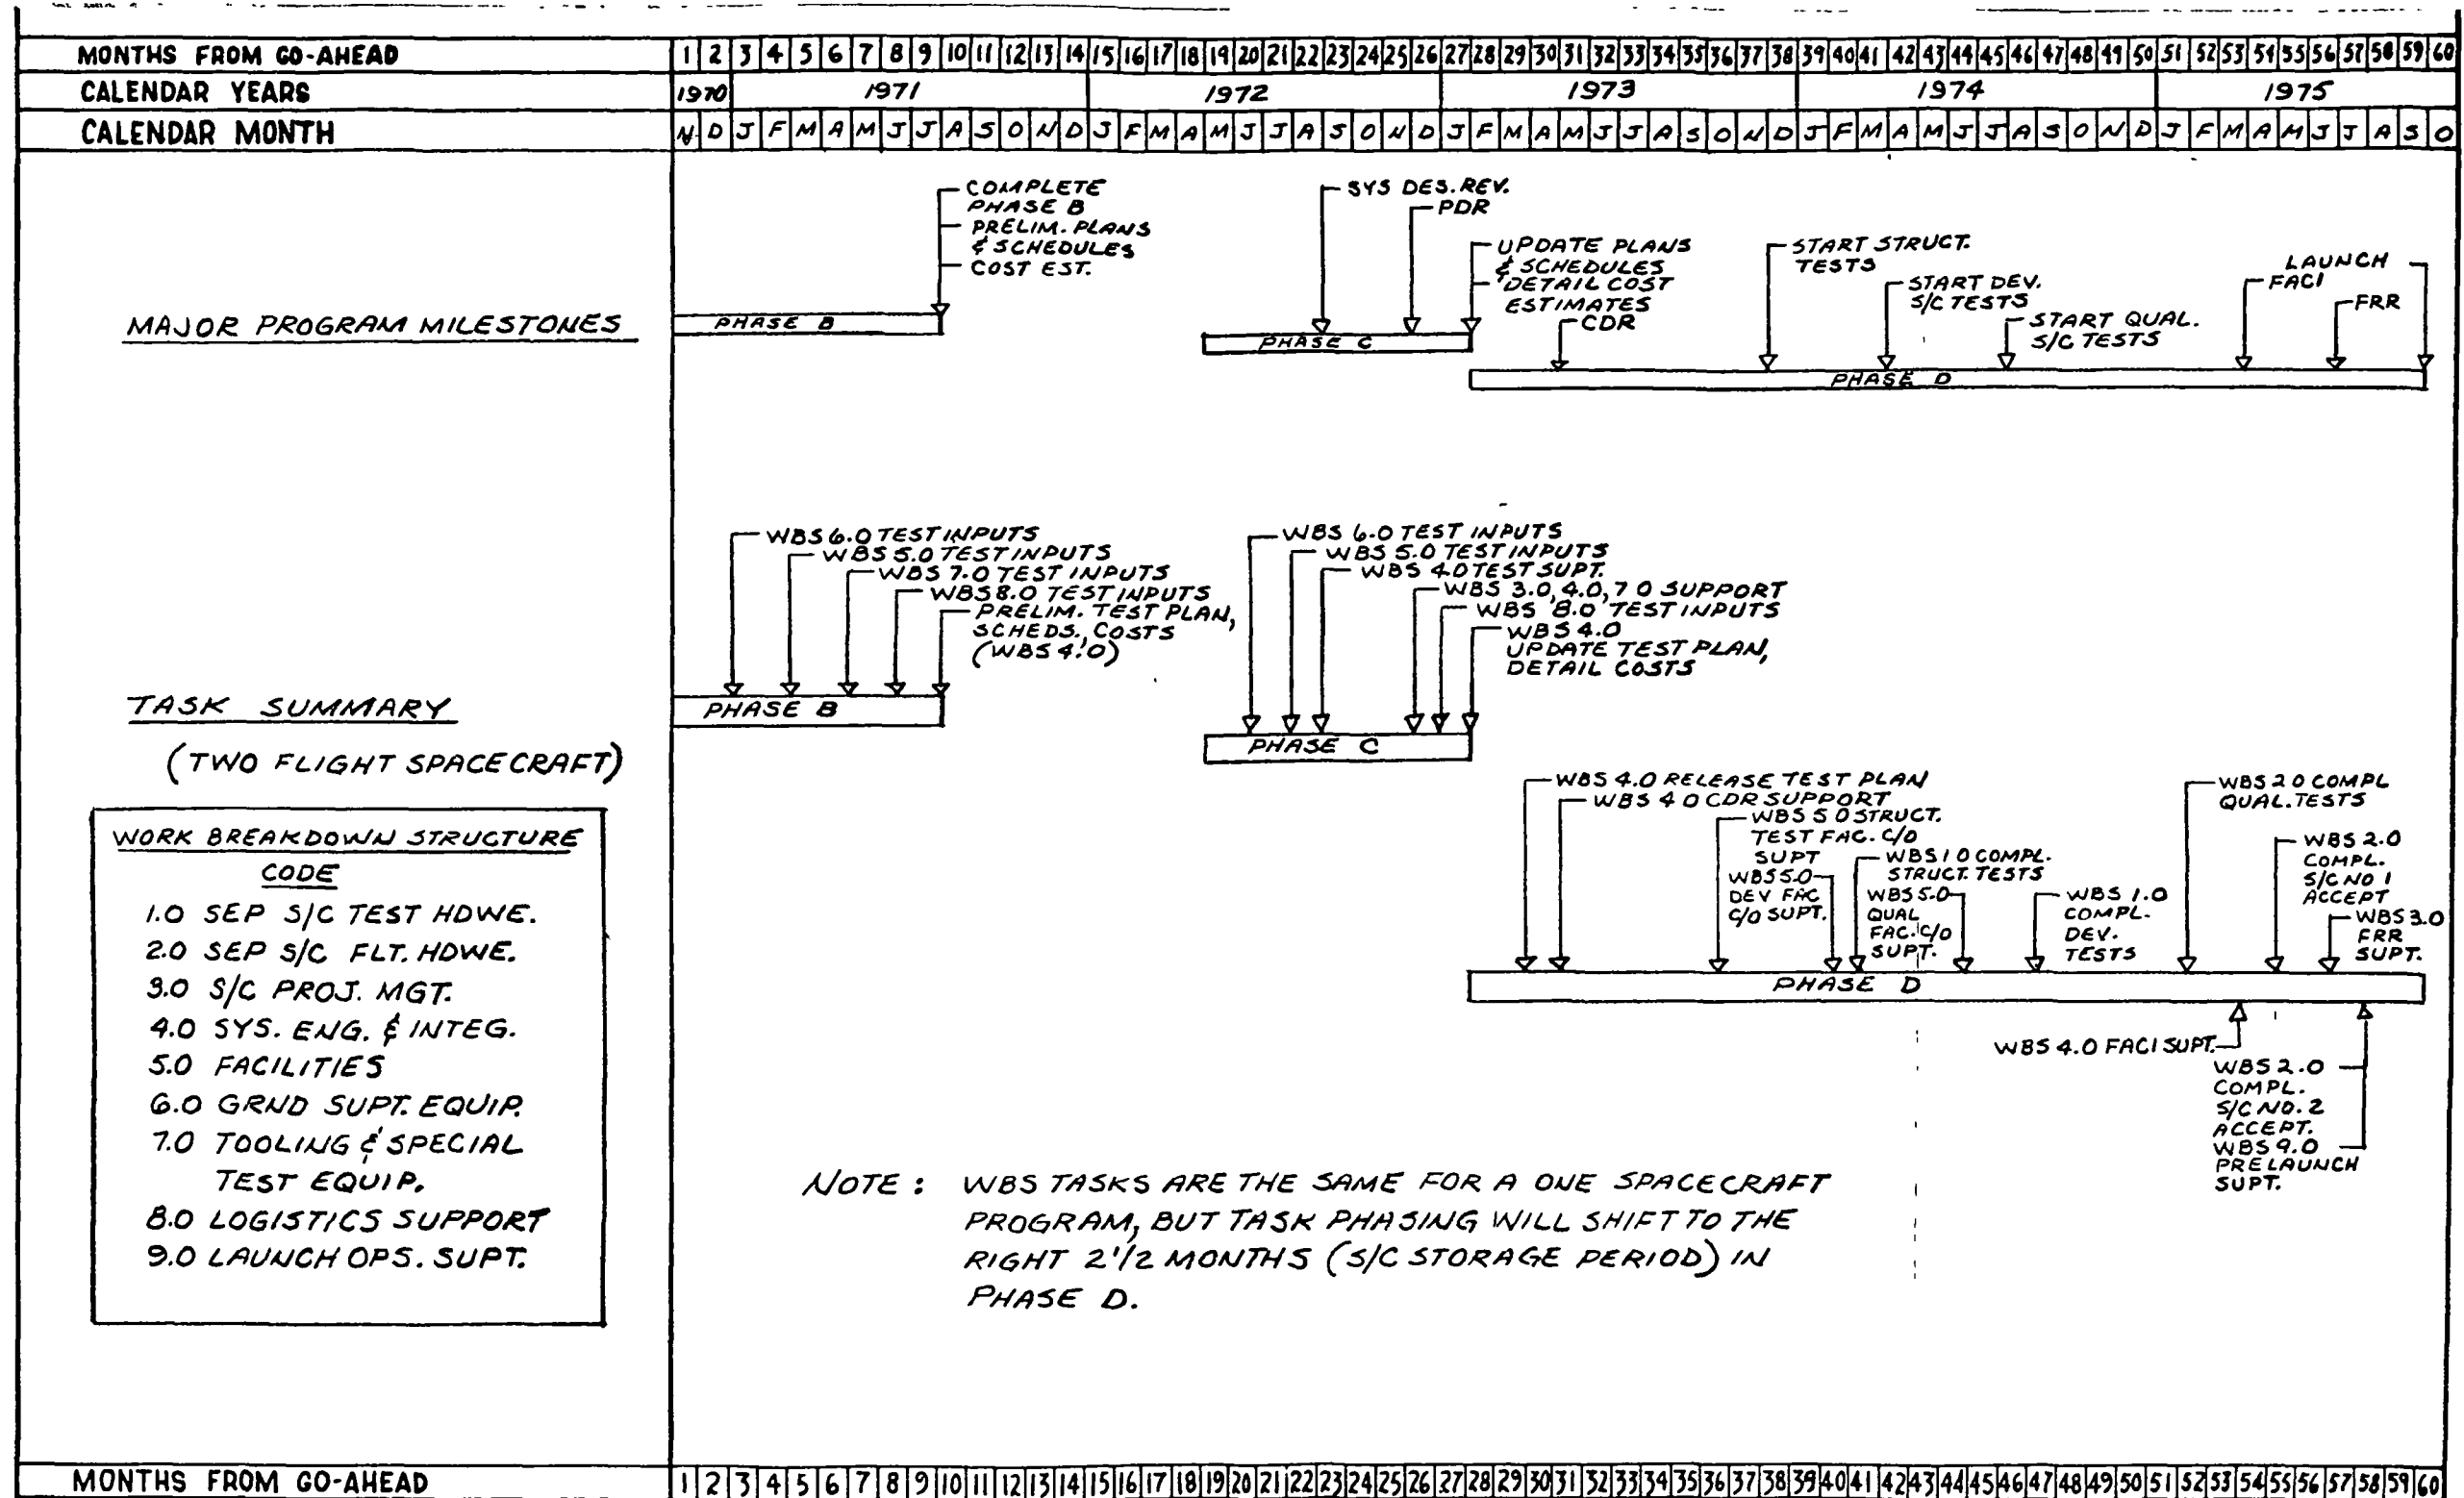 MONTHS FROM GO-AHEAD 1 2 3 4 5 6 7 8 9 10 11 12 13 14 15 16 17 18 19 20 21 22 23 24 25 26 27 28 29 30 31 32 33 34 35 36 37 38 39 40 41 42 43 44 45 46 47 48 49 50 51 52 53 54 55 56 57 58 59 60
CALENDAR YEARS 1970 1971 1972 1973 1974 1975
CALENDAR MONTH N D J F M A M J J A S O N D J F M A M J J A S O N D J F M A M J J A S O N D J F M A M J J A S O N D J F M A M J J A S O
MAJOR PROGRAM MILESTONES
COMPLETE
PHASE B
PRELIM. PLANS
& SCHEDULES
COST EST.
PHASE B
SYS DES. REV.
PDR
UPDATE PLANS
& SCHEDULES
DETAIL COST
ESTIMATES
CDR
PHASE C
START STRUCT.
TESTS
START DEV.
S/C TESTS
START QUAL.
S/C TESTS
LAUNCH
FACI
FRR
PHASE D
TASK SUMMARY
(TWO FLIGHT SPACECRAFT)
WBS 6.0 TEST INPUTS
WBS 5.0 TEST INPUTS
WBS 7.0 TEST INPUTS
WBS 8.0 TEST INPUTS
PRELIM. TEST PLAN,
SCHEDS., COSTS
(WBS 4.0)
PHASE B
WBS 6.0 TEST INPUTS
WBS 5.0 TEST INPUTS
WBS 4.0 TEST SUPT.
WBS 3.0, 4.0, 7 0 SUPPORT
WBS 8.0 TEST INPUTS
WBS 4.0
UPDATE TEST PLAN,
DETAIL COSTS
PHASE C
WBS 4.0 RELEASE TEST PLAN
WBS 4 0 CDR SUPPORT
WBS 5 0 STRUCT.
TEST FAC. C/O
SUPT
WBS 5.0
DEV FAC
C/O SUPT.
WBS 1 0 COMPL.
STRUCT. TESTS
WBS 5.0
QUAL
FAC. C/O
SUPT.
WBS 1.0
COMPL.
DEV.
TESTS
WBS 2 0 COMPL
QUAL. TESTS
WBS 2.0
COMPL.
S/C NO 1
ACCEPT
WBS 3.0
FRR
SUPT.
PHASE D
WBS 4.0 FACI SUPT.
WBS 2.0
COMPL.
S/C NO. 2
ACCEPT.
WBS 9.0
PRELAUNCH
SUPT.
WORK BREAKDOWN STRUCTURE
CODE
1.0 SEP S/C TEST HDWE.
2.0 SEP S/C FLT. HDWE.
3.0 S/C PROJ. MGT.
4.0 SYS. ENG. & INTEG.
5.0 FACILITIES
6.0 GRND SUPT. EQUIP.
7.0 TOOLING & SPECIAL
TEST EQUIP.
8.0 LOGISTICS SUPPORT
9.0 LAUNCH OPS. SUPT.
NOTE: WBS TASKS ARE THE SAME FOR A ONE SPACECRAFT
PROGRAM, BUT TASK PHASING WILL SHIFT TO THE
RIGHT 2 1/2 MONTHS (S/C STORAGE PERIOD) IN
PHASE D.
MONTHS FROM GO-AHEAD 1 2 3 4 5 6 7 8 9 10 11 12 13 14 15 16 17 18 19 20 21 22 23 24 25 26 27 28 29 30 31 32 33 34 35 36 37 38 39 40 41 42 43 44 45 46 47 48 49 50 51 52 53 54 55 56 57 58 59 60